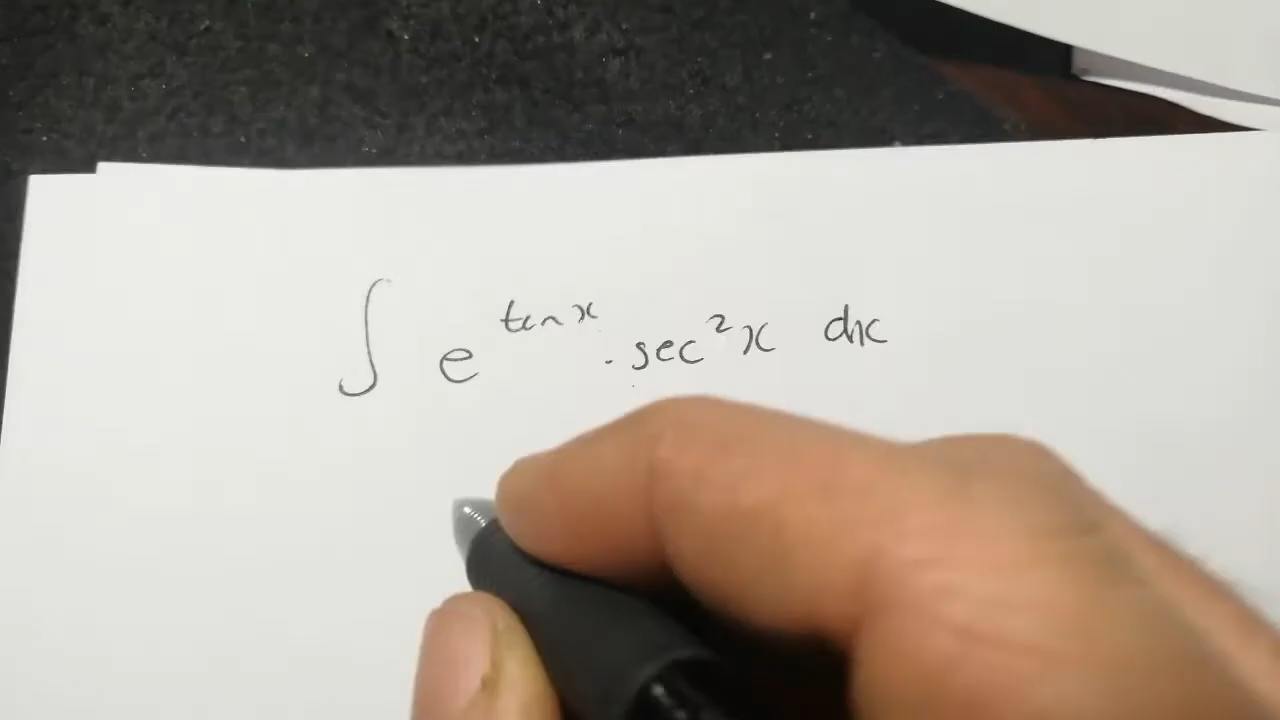 ∫ e^{tan x} . sec²x dx